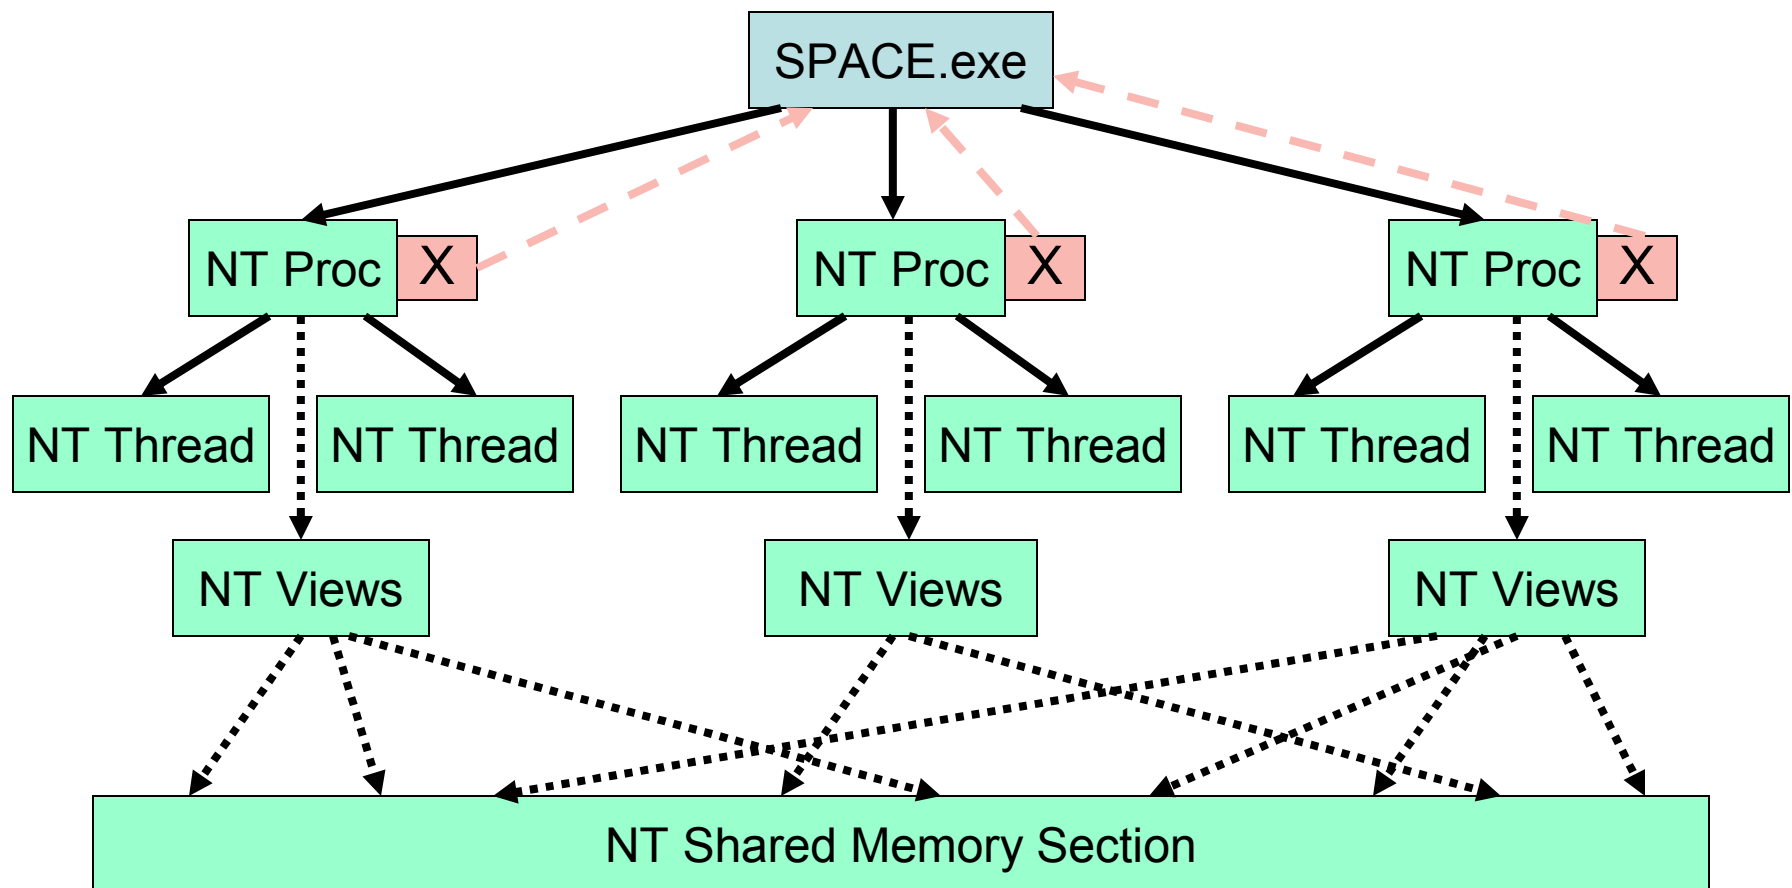 SPACE.exe
NT Proc
X
NT Proc
X
NT Proc
X
NT Thread
NT Thread
NT Thread
NT Thread
NT Thread
NT Thread
NT Views
NT Views
NT Views
NT Shared Memory Section